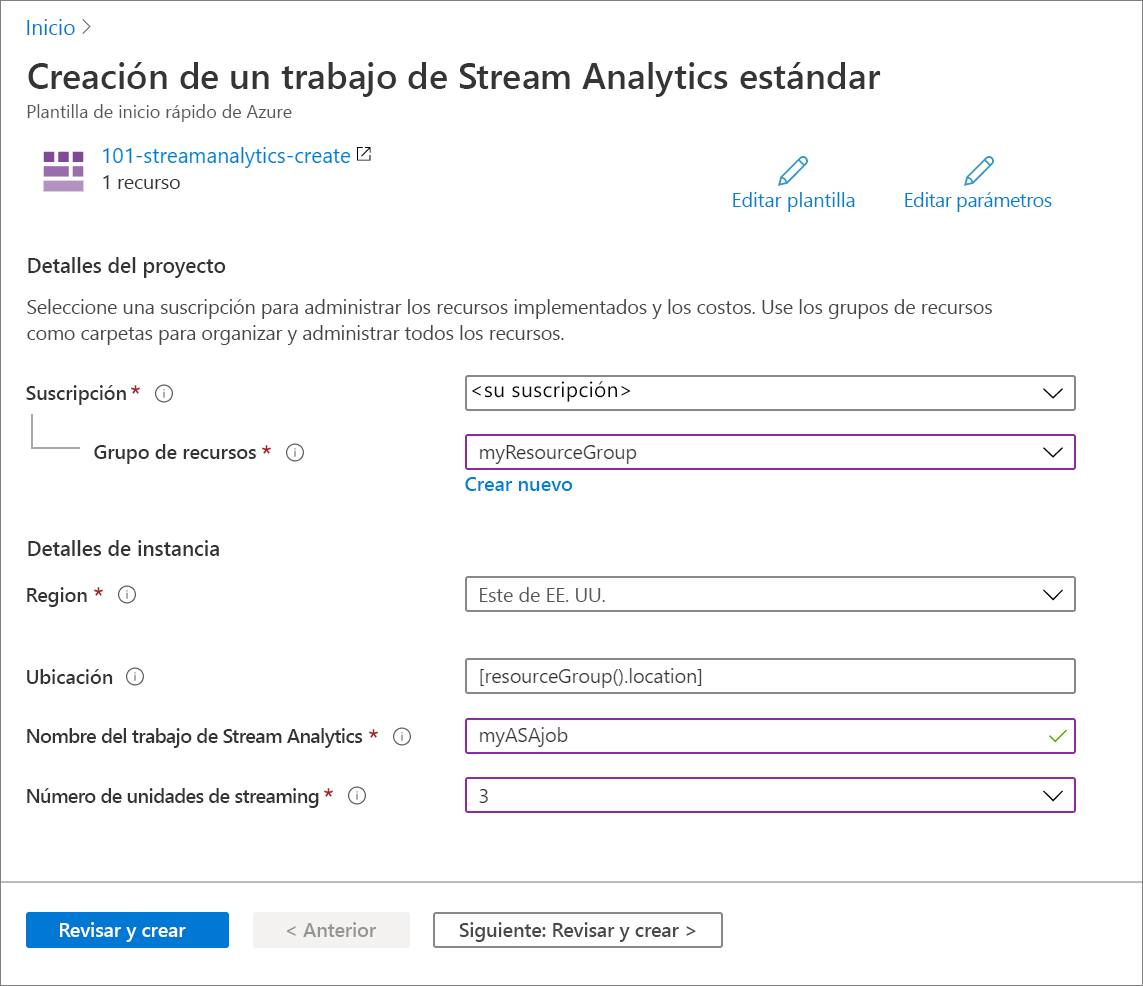 Inicio >
Creación de un trabajo de Stream Analytics estándar
Plantilla de inicio rápido de Azure
101-streamanalytics-create
1 recurso
Editar plantilla
Editar parámetros
Detalles del proyecto
Seleccione una suscripción para administrar los recursos implementados y los costos. Use los grupos de recursos
como carpetas para organizar y administrar todos los recursos.
Suscripción *
<su suscripción>
Grupo de recursos *
myResourceGroup
Crear nuevo
Detalles de instancia
Region *
Este de EE. UU.
Ubicación
[resourceGroup().location]
Nombre del trabajo de Stream Analytics *
myASAjob
Número de unidades de streaming *
3
Revisar y crear
< Anterior
Siguiente: Revisar y crear >